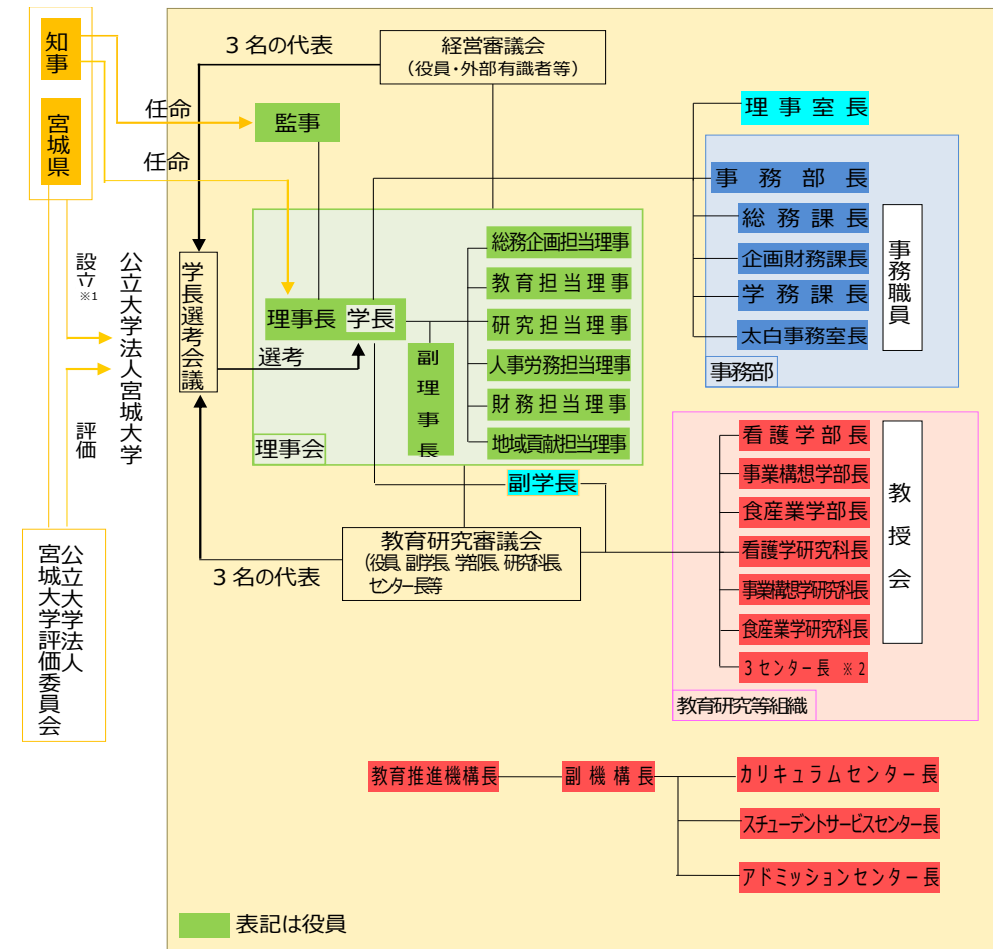 知事
宮城県
3名の代表
経営審議会
(役員・外部有識者等)
任命
監事
任命
理事室長
事務部長
総務課長
企画財務課長
学務課長
太白事務室長
事務職員
事務部
設立※1
公立大学法人宮城大学
評価
学長選考会議
選考
理事長 学長
副理事長
総務企画担当理事
教育担当理事
研究担当理事
人事労務担当理事
財務担当理事
地域貢献担当理事
理事会
副学長
3名の代表
教育研究審議会
(役員、副学長、学部長、研究科長、
センター長等
看護学部長
事業構想学部長
食産業学部長
看護学研究科長
事業構想学研究科長
食産業学研究科長
3センター長 ※2
教授会
教育研究等組織
公立大学法人
宮城大学評価委員会
教育推進機構長
副機構長
カリキュラムセンター長
スチューデントサービスセンター長
アドミッションセンター長
表記は役員